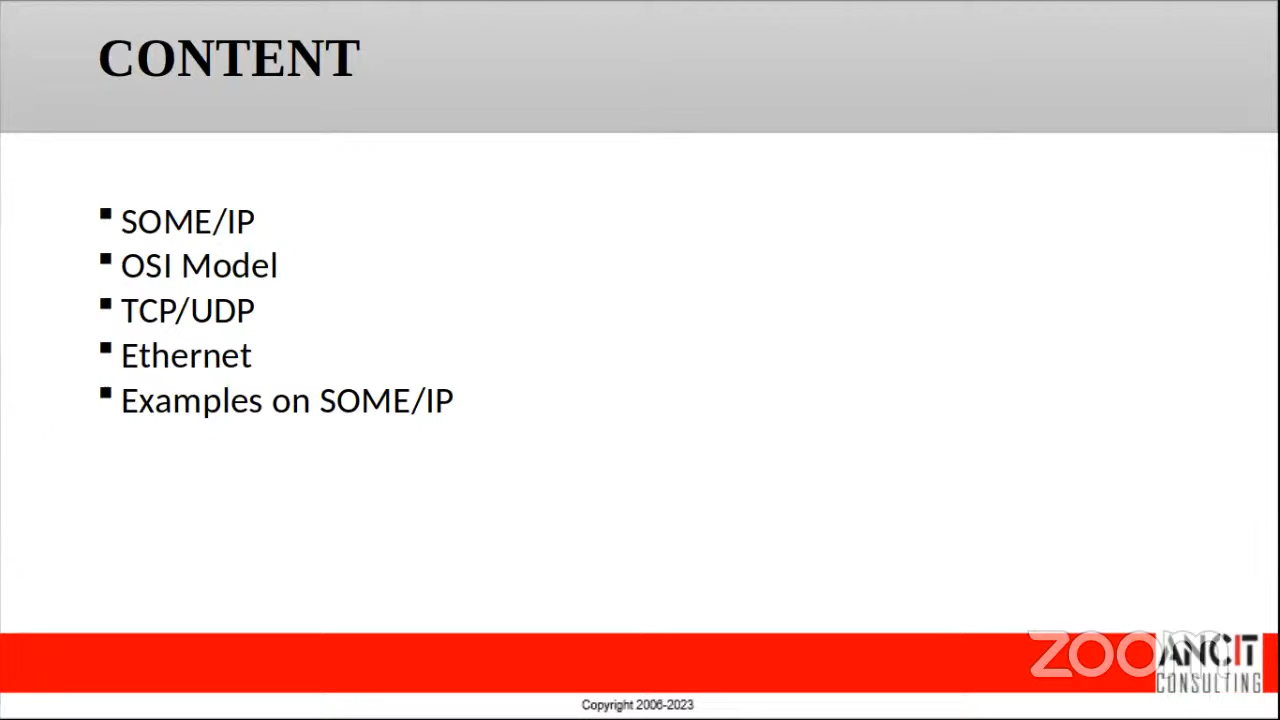 CONTENT
▪ SOME/IP
▪ OSI Model
▪ TCP/UDP
▪ Ethernet
▪ Examples on SOME/IP
zoom
ANCIT
CONSULTING
Copyright 2006-2023